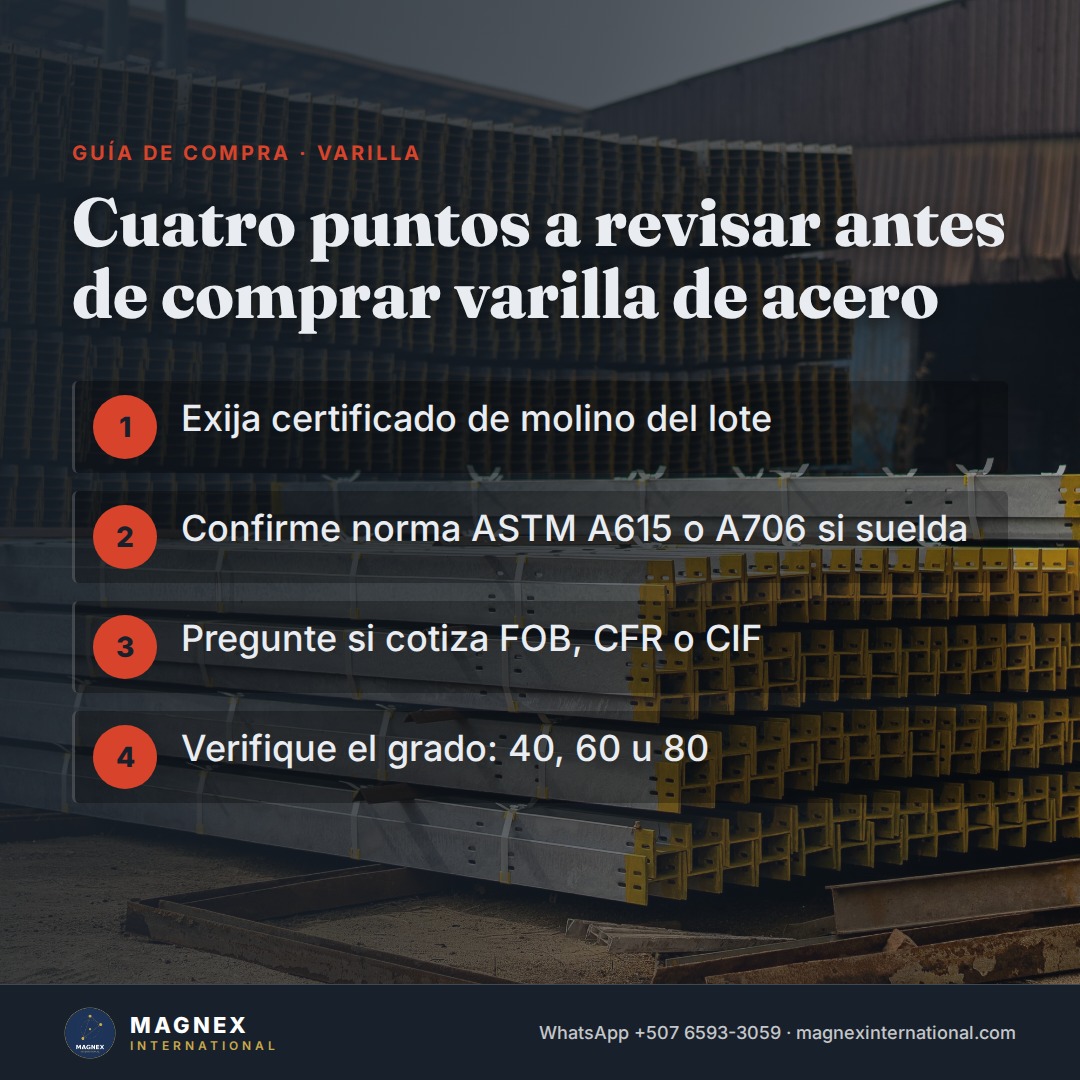 GUÍA DE COMPRA · VARILLA
Cuatro puntos a revisar antes
de comprar varilla de acero
1 Exija certificado de molino del lote
2 Confirme norma ASTM A615 o A706 si suelda
3 Pregunte si cotiza FOB, CFR o CIF
4 Verifique el grado: 40, 60 u 80
MAGNEX
MAGNEX
INTERNATIONAL
WhatsApp +507 6593-3059 · magnexinternational.com